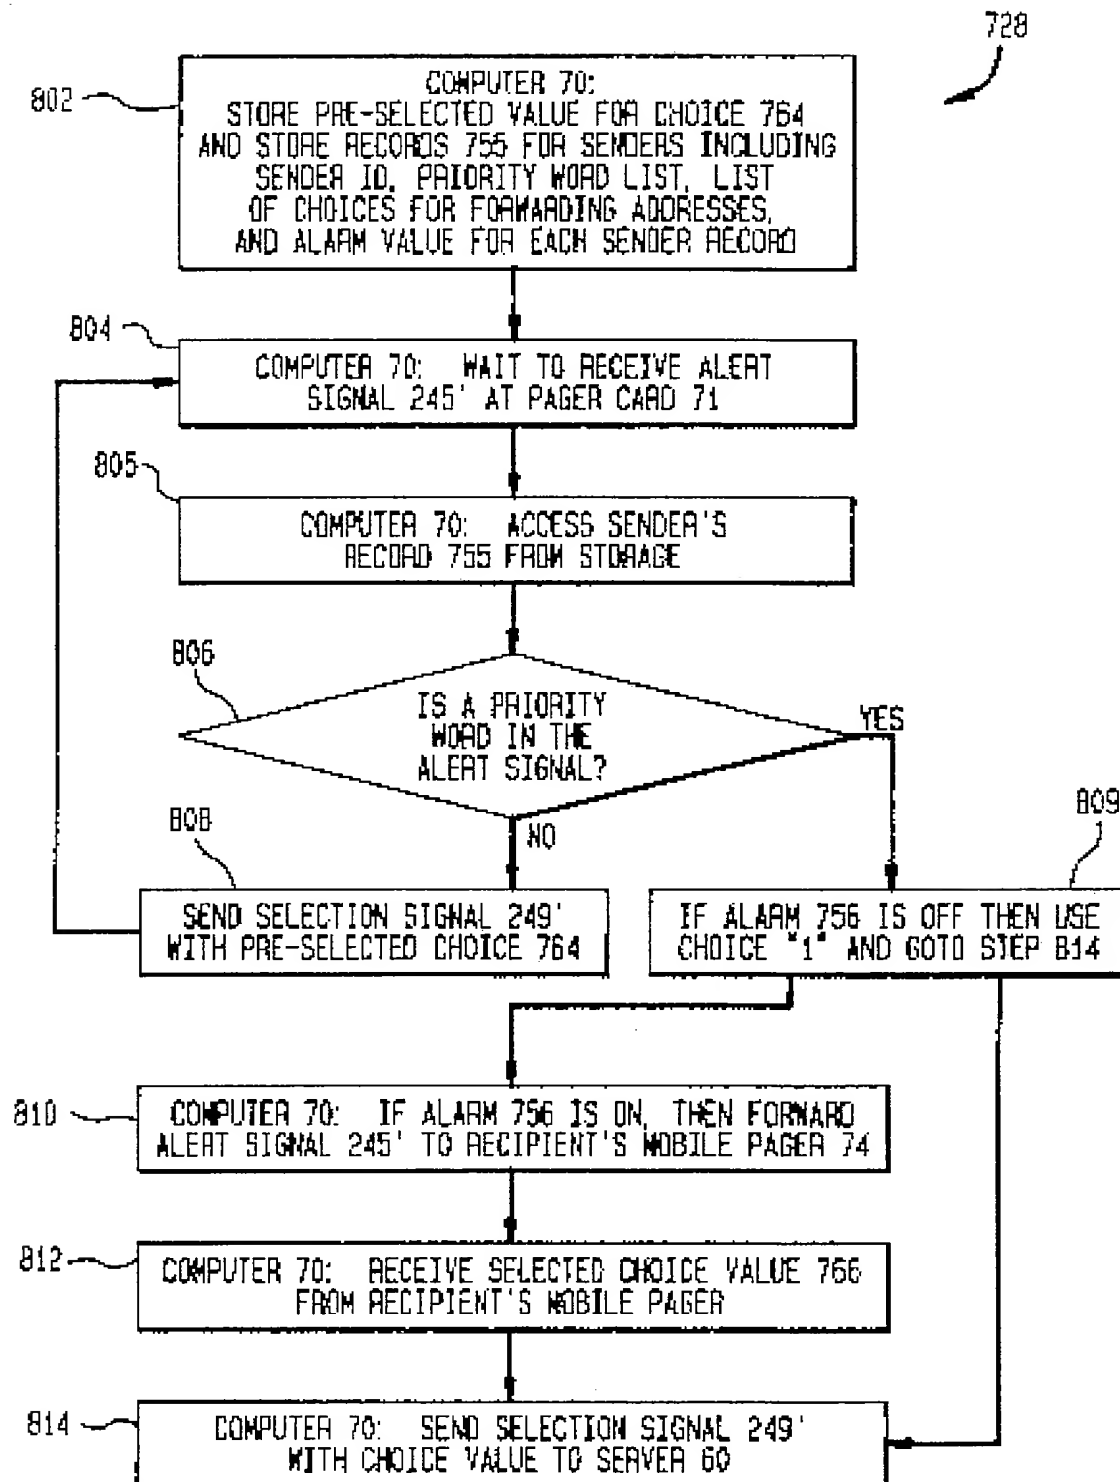 728
802
COMPUTER 70:
STORE PRE-SELECTED VALUE FOR CHOICE 764
AND STORE RECORDS 755 FOR SENDERS INCLUDING
SENDER ID, PRIORITY WORD LIST, LIST
OF CHOICES FOR FORWARDING ADDRESSES,
AND ALARM VALUE FOR EACH SENDER RECORD
804
COMPUTER 70: WAIT TO RECEIVE ALERT
SIGNAL 245' AT PAGER CARD 71
805
COMPUTER 70: ACCESS SENDER'S
RECORD 755 FROM STORAGE
806
IS A PRIORITY
WORD IN THE
ALERT SIGNAL?
YES
NO
808
SEND SELECTION SIGNAL 249'
WITH PRE-SELECTED CHOICE 764
809
IF ALARM 756 IS OFF THEN USE
CHOICE "1" AND GOTO STEP 814
810
COMPUTER 70: IF ALARM 756 IS ON, THEN FORWARD
ALERT SIGNAL 245' TO RECIPIENT'S MOBILE PAGER 74
812
COMPUTER 70: RECEIVE SELECTED CHOICE VALUE 766
FROM RECIPIENT'S MOBILE PAGER
814
COMPUTER 70: SEND SELECTION SIGNAL 249'
WITH CHOICE VALUE TO SERVER 60